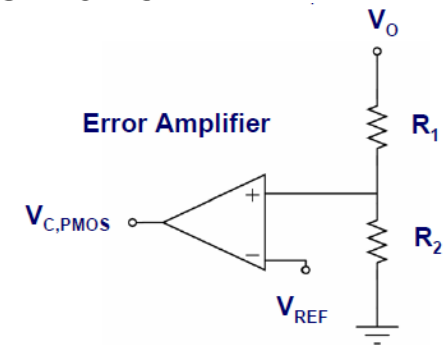 V_O
Error Amplifier
R_1
+
V_C,PMOS
R_2
−
V_REF